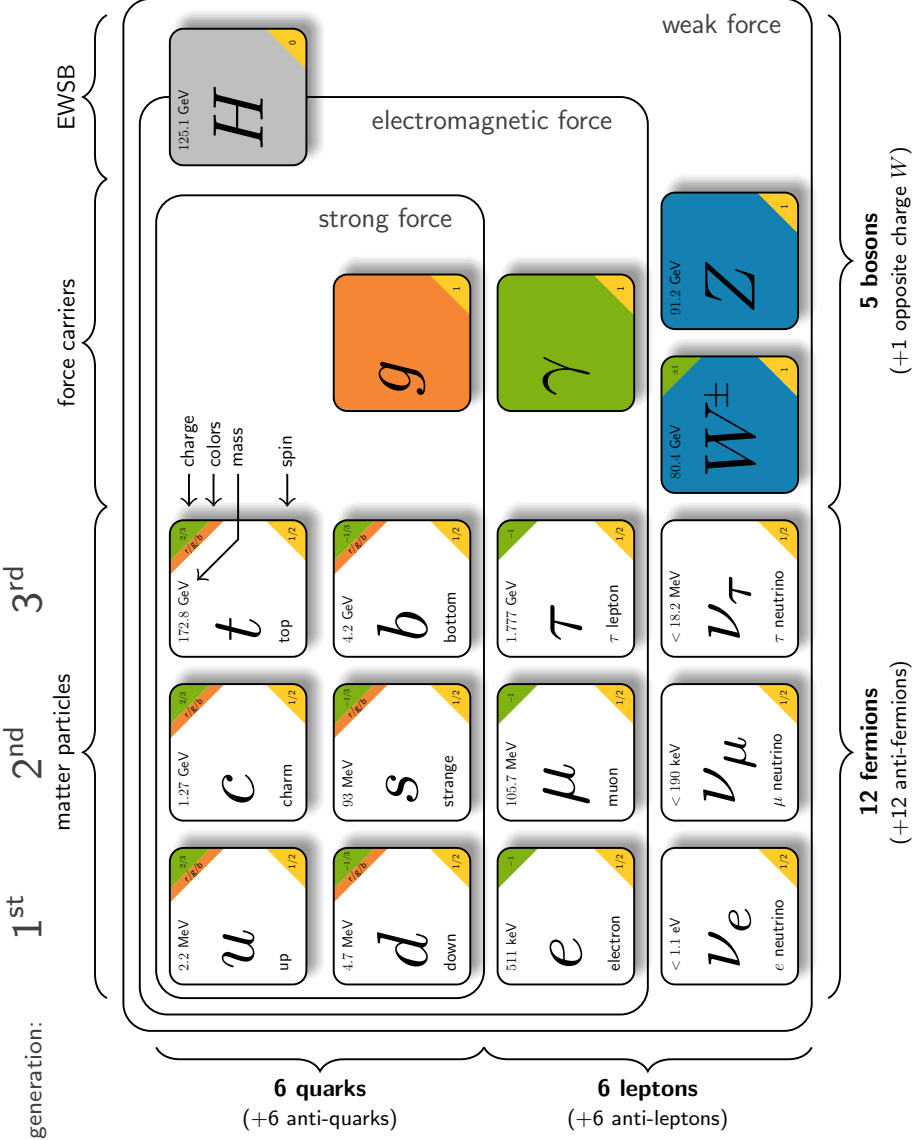 generation:
1st
2nd
3rd
matter particles
force carriers
EWSB
2.2 MeV
2/3
r/g/b
u
up
1/2
1.27 GeV
2/3
r/g/b
c
charm
1/2
172.8 GeV
2/3
r/g/b
t
top
1/2
charge
colors
mass
spin
125.1 GeV
H
0
4.7 MeV
−1/3
r/g/b
d
down
1/2
93 MeV
−1/3
r/g/b
s
strange
1/2
4.2 GeV
−1/3
r/g/b
b
bottom
1/2
g
1
strong force
511 keV
−1
e
electron
1/2
105.7 MeV
−1
μ
muon
1/2
1.777 GeV
−1
τ
τ lepton
1/2
γ
1
electromagnetic force
< 1.1 eV
νe
e neutrino
1/2
< 190 keV
νμ
μ neutrino
1/2
< 18.2 MeV
ντ
τ neutrino
1/2
80.4 GeV
±1
W±
1
91.2 GeV
Z
1
weak force
6 quarks
(+6 anti-quarks)
6 leptons
(+6 anti-leptons)
12 fermions
(+12 anti-fermions)
5 bosons
(+1 opposite charge W)